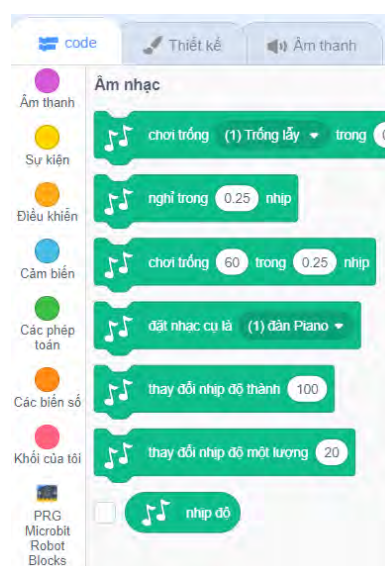 code Thiết kế Âm thanh
Âm nhạc
Âm thanh
Sự kiện
Điều khiển
Cảm biến
Các phép
toán
Các biến số
Khối của tôi
PRG
Microbit
Robot
Blocks
chơi trống (1) Trống lẫy trong
nghỉ trong 0.25 nhịp
chơi trống 60 trong 0.25 nhịp
đặt nhạc cụ là (1) đàn Piano
thay đổi nhịp độ thành 100
thay đổi nhịp độ một lượng 20
nhịp độ